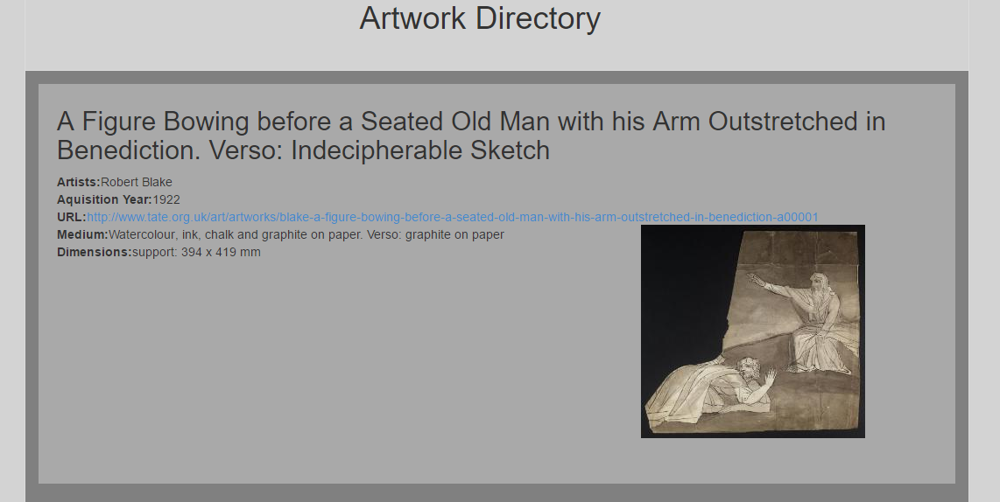 Artwork Directory
A Figure Bowing before a Seated Old Man with his Arm Outstretched in
Benediction. Verso: Indecipherable Sketch
Artists:Robert Blake
Aquisition Year:1922
URL:http://www.tate.org.uk/art/artworks/blake-a-figure-bowing-before-a-seated-old-man-with-his-arm-outstretched-in-benediction-a00001
Medium:Watercolour, ink, chalk and graphite on paper. Verso: graphite on paper
Dimensions:support: 394 x 419 mm